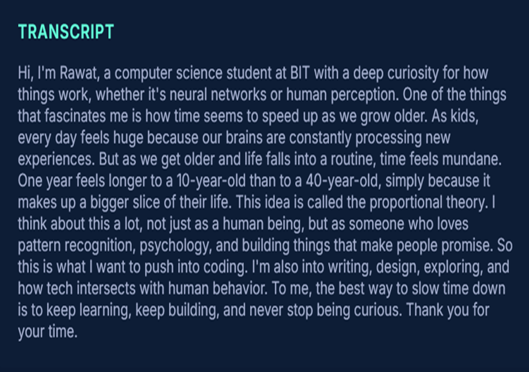 TRANSCRIPT
Hi, I'm Rawat, a computer science student at BIT with a deep curiosity for how
things work, whether it's neural networks or human perception. One of the things
that fascinates me is how time seems to speed up as we grow older. As kids,
every day feels huge because our brains are constantly processing new
experiences. But as we get older and life falls into a routine, time feels mundane.
One year feels longer to a 10-year-old than to a 40-year-old, simply because it
makes up a bigger slice of their life. This idea is called the proportional theory. I
think about this a lot, not just as a human being, but as someone who loves
pattern recognition, psychology, and building things that make people promise. So
this is what I want to push into coding. I'm also into writing, design, exploring, and
how tech intersects with human behavior. To me, the best way to slow time down
is to keep learning, keep building, and never stop being curious. Thank you for
your time.